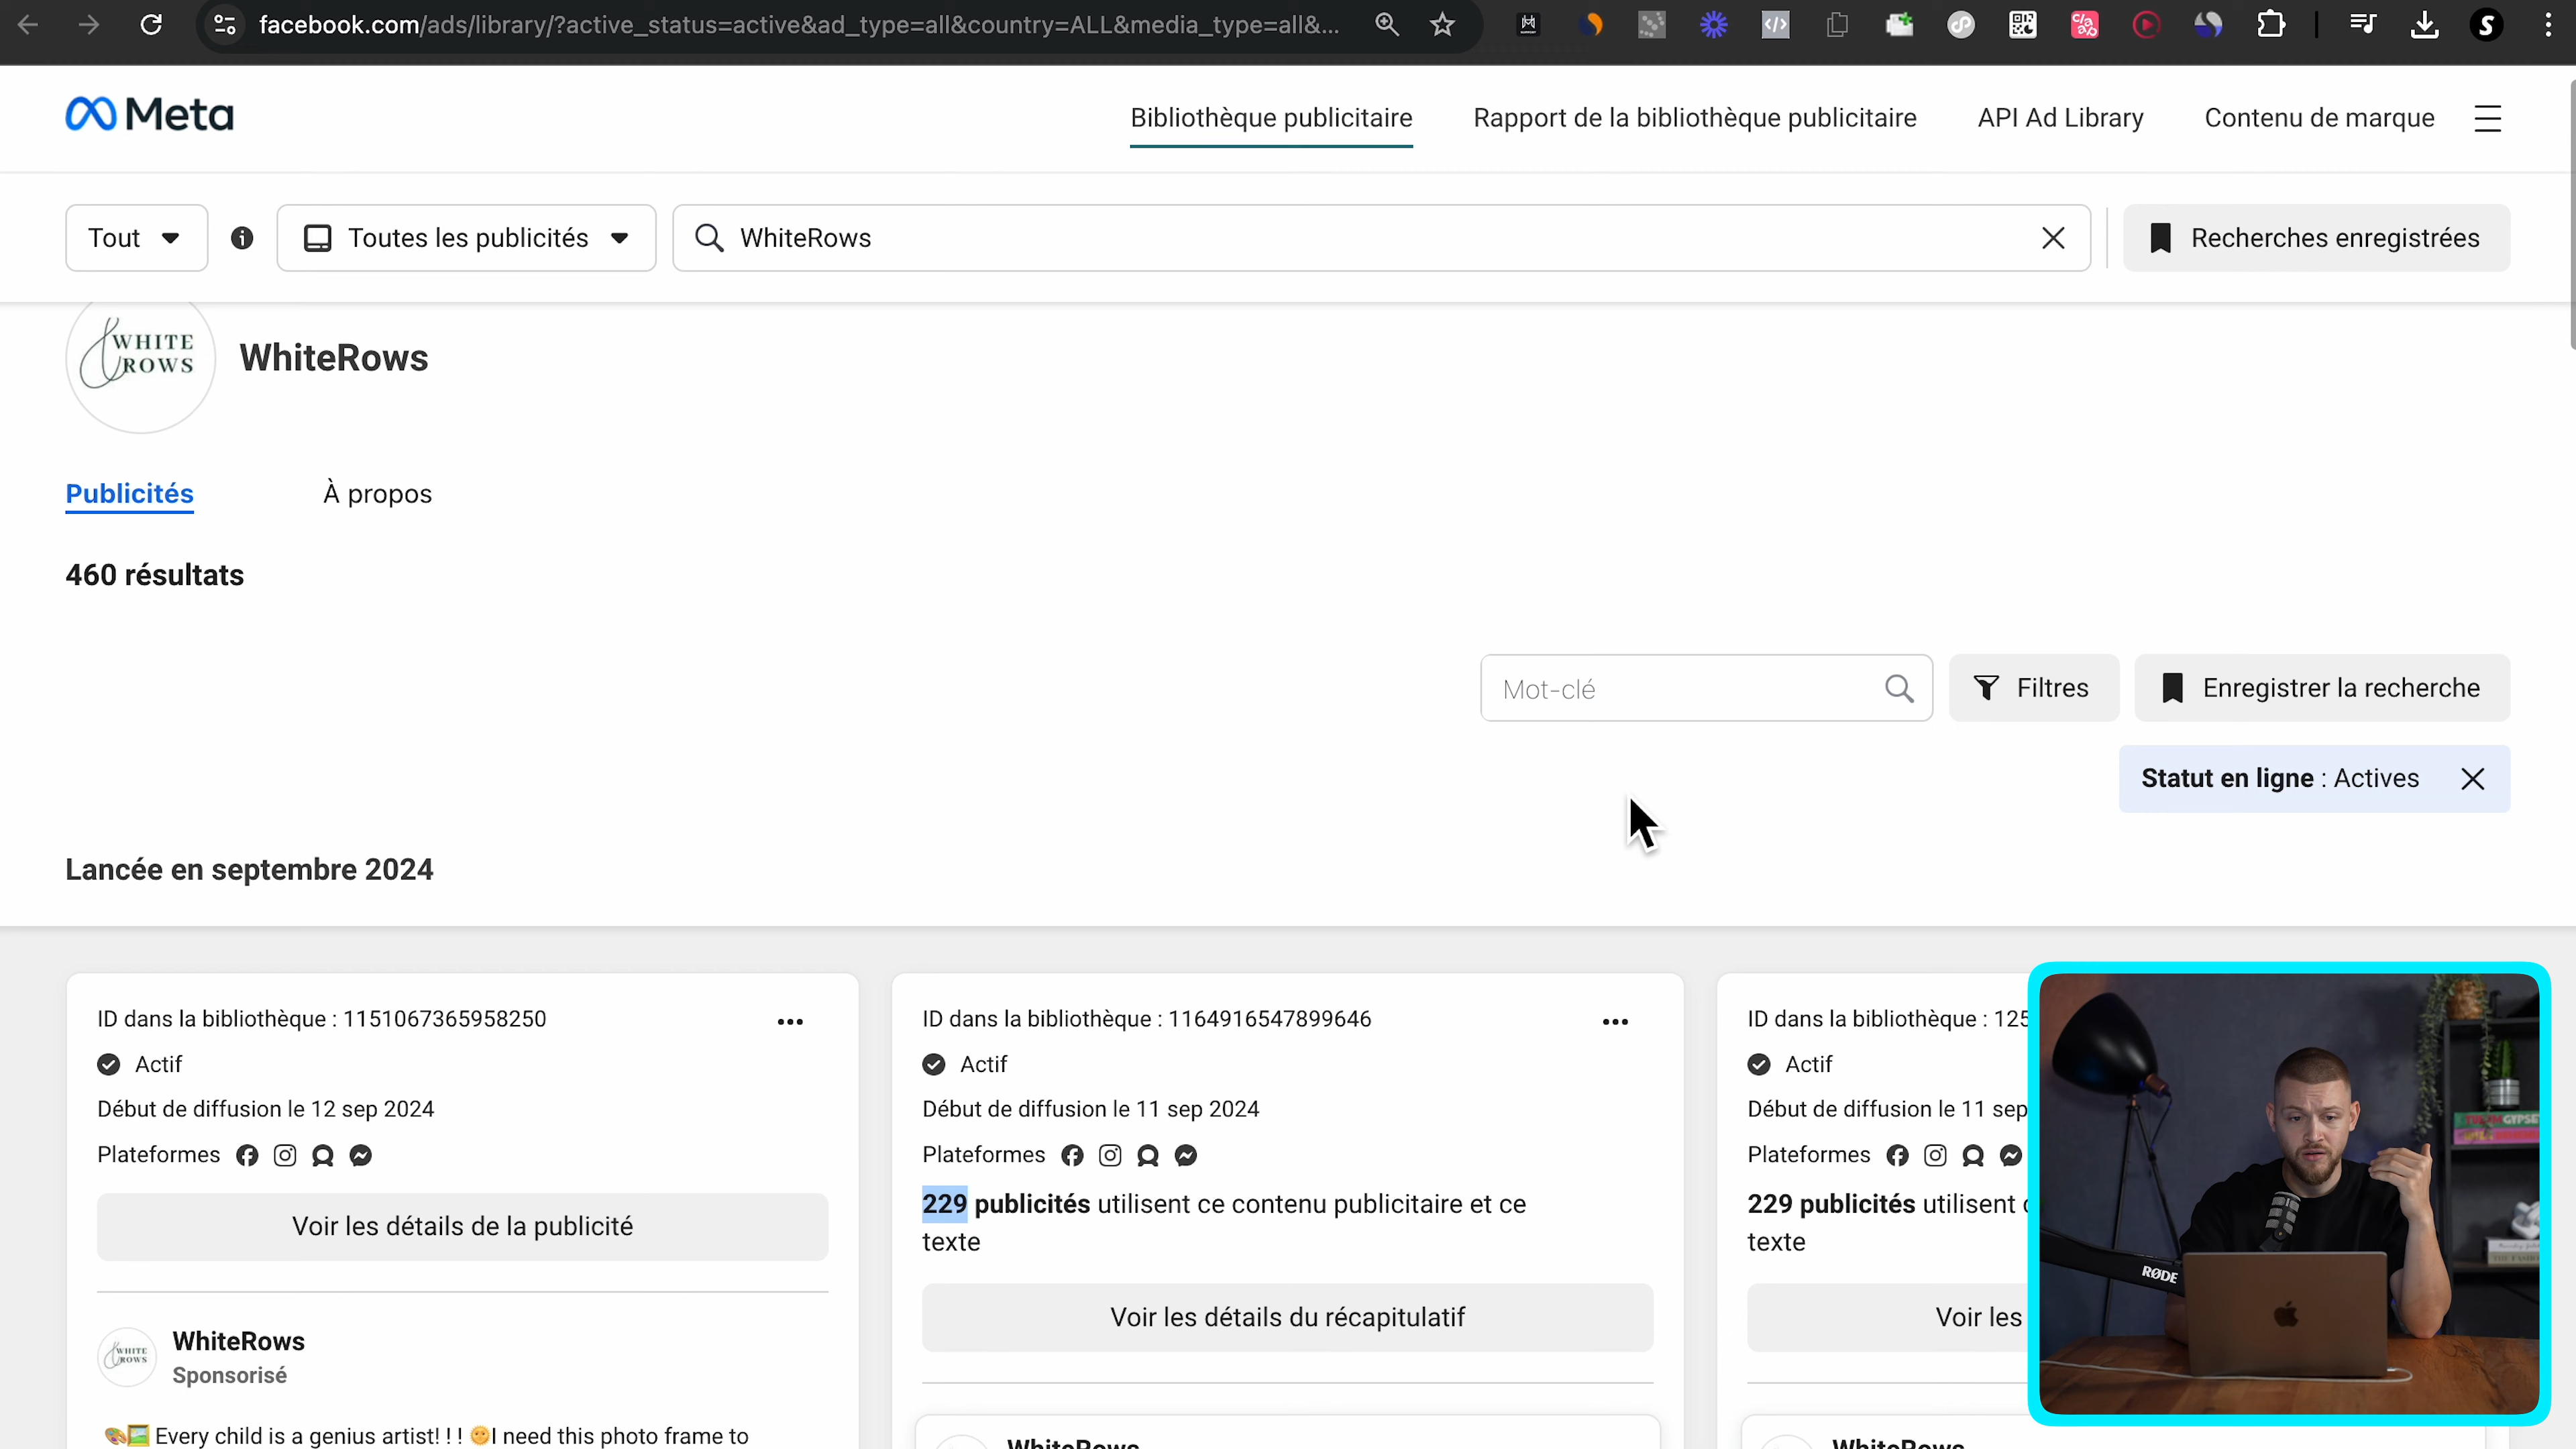 facebook.com/ads/library/?active_status=active&ad_type=all&country=ALL&media_type=all&...
Meta
Bibliothèque publicitaire
Rapport de la bibliothèque publicitaire
API Ad Library
Contenu de marque
Tout
Toutes les publicités
WhiteRows
Recherches enregistrées
WHITE
ROWS
WhiteRows
Publicités
À propos
460 résultats
Mot-clé
Filtres
Enregistrer la recherche
Statut en ligne : Actives
Lancée en septembre 2024
ID dans la bibliothèque : 1151067365958250
Actif
Début de diffusion le 12 sep 2024
Plateformes
Voir les détails de la publicité
WHITE
ROWS
WhiteRows
Sponsorisé
🎨🖼️ Every child is a genius artist! ! ! 🌞I need this photo frame to
ID dans la bibliothèque : 1164916547899646
Actif
Début de diffusion le 11 sep 2024
Plateformes
229 publicités utilisent ce contenu publicitaire et ce
texte
Voir les détails du récapitulatif
WhiteRows
ID dans la bibliothèque : 125
Actif
Début de diffusion le 11 sep
Plateformes
229 publicités utilisent c
texte
Voir les
WhiteRows
RØDE